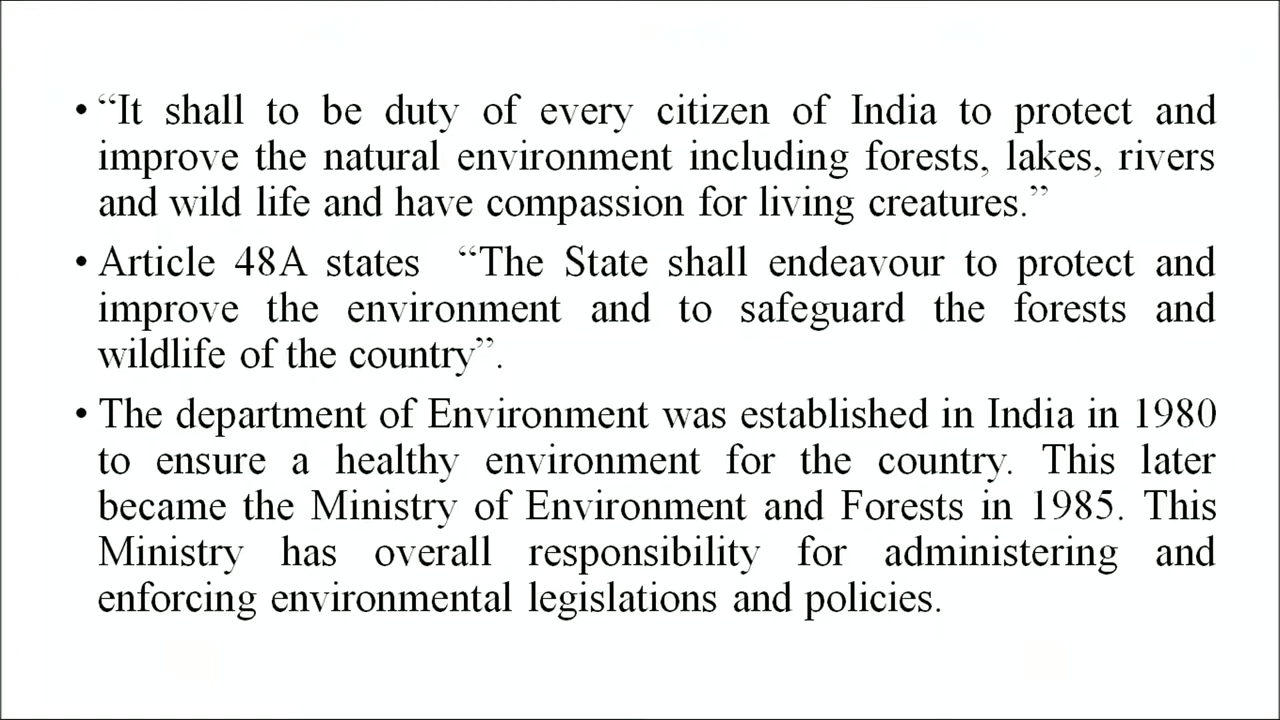 • “It shall to be duty of every citizen of India to protect and
improve the natural environment including forests, lakes, rivers
and wild life and have compassion for living creatures.”
• Article 48A states “The State shall endeavour to protect and
improve the environment and to safeguard the forests and
wildlife of the country”.
• The department of Environment was established in India in 1980
to ensure a healthy environment for the country. This later
became the Ministry of Environment and Forests in 1985. This
Ministry has overall responsibility for administering and
enforcing environmental legislations and policies.